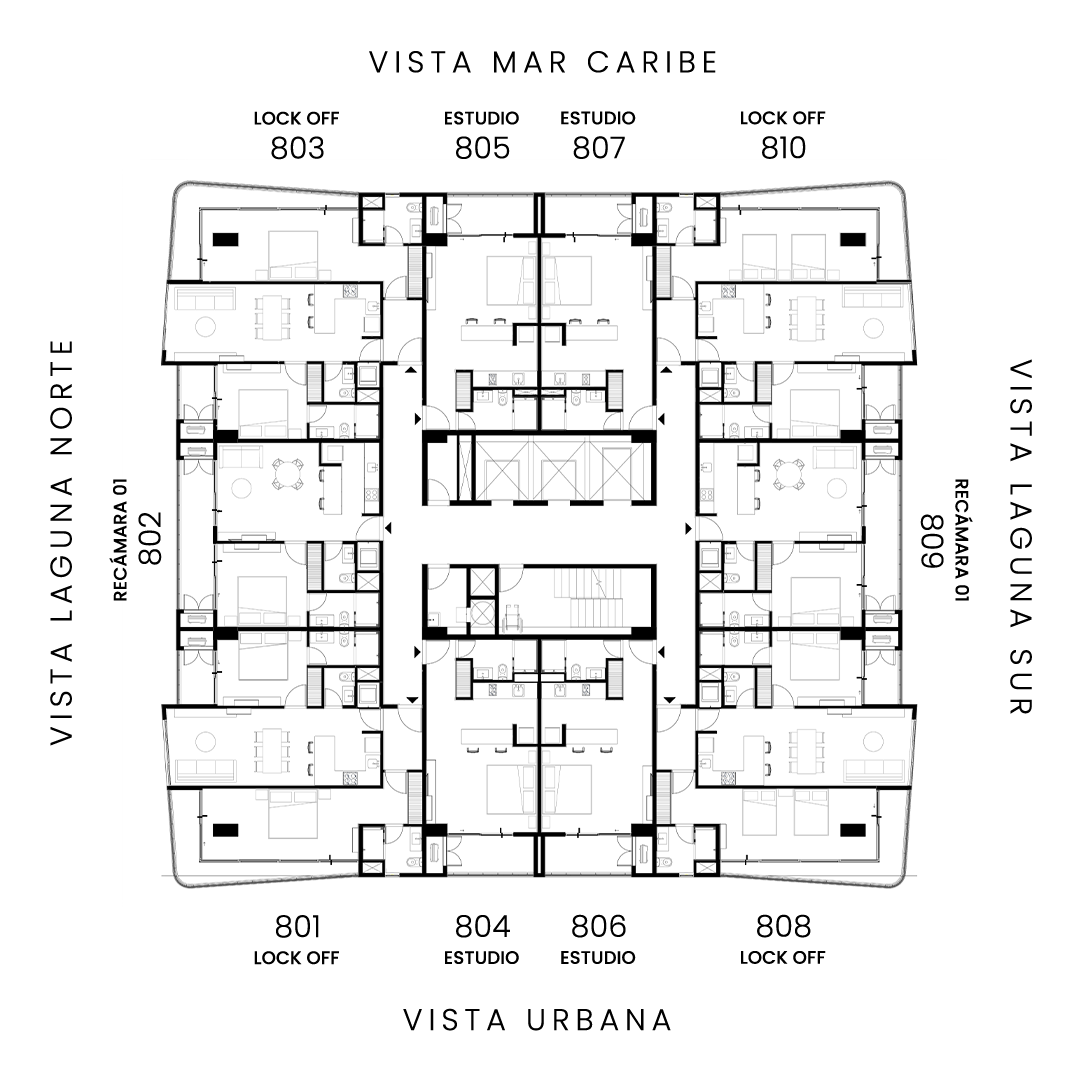 VISTA MAR CARIBE
LOCK OFF
803
ESTUDIO
805
ESTUDIO
807
LOCK OFF
810
VISTA LAGUNA NORTE
RECÁMARA 01
802
RECÁMARA 01
809
VISTA LAGUNA SUR
801
LOCK OFF
804
ESTUDIO
806
ESTUDIO
808
LOCK OFF
VISTA URBANA